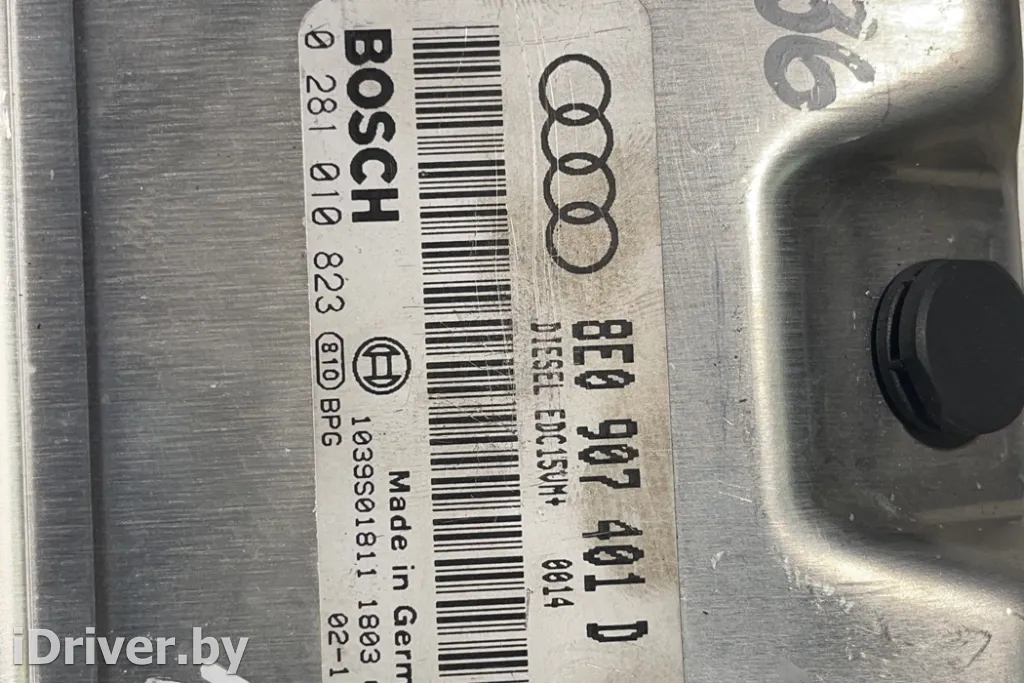 8E0 907 401 D
DIESEL EDC15VM+ 0014
BOSCH
Made in Germ
0 281 010 823 810 BPG
1039S01811 1803
02-1
86
iDriver.by